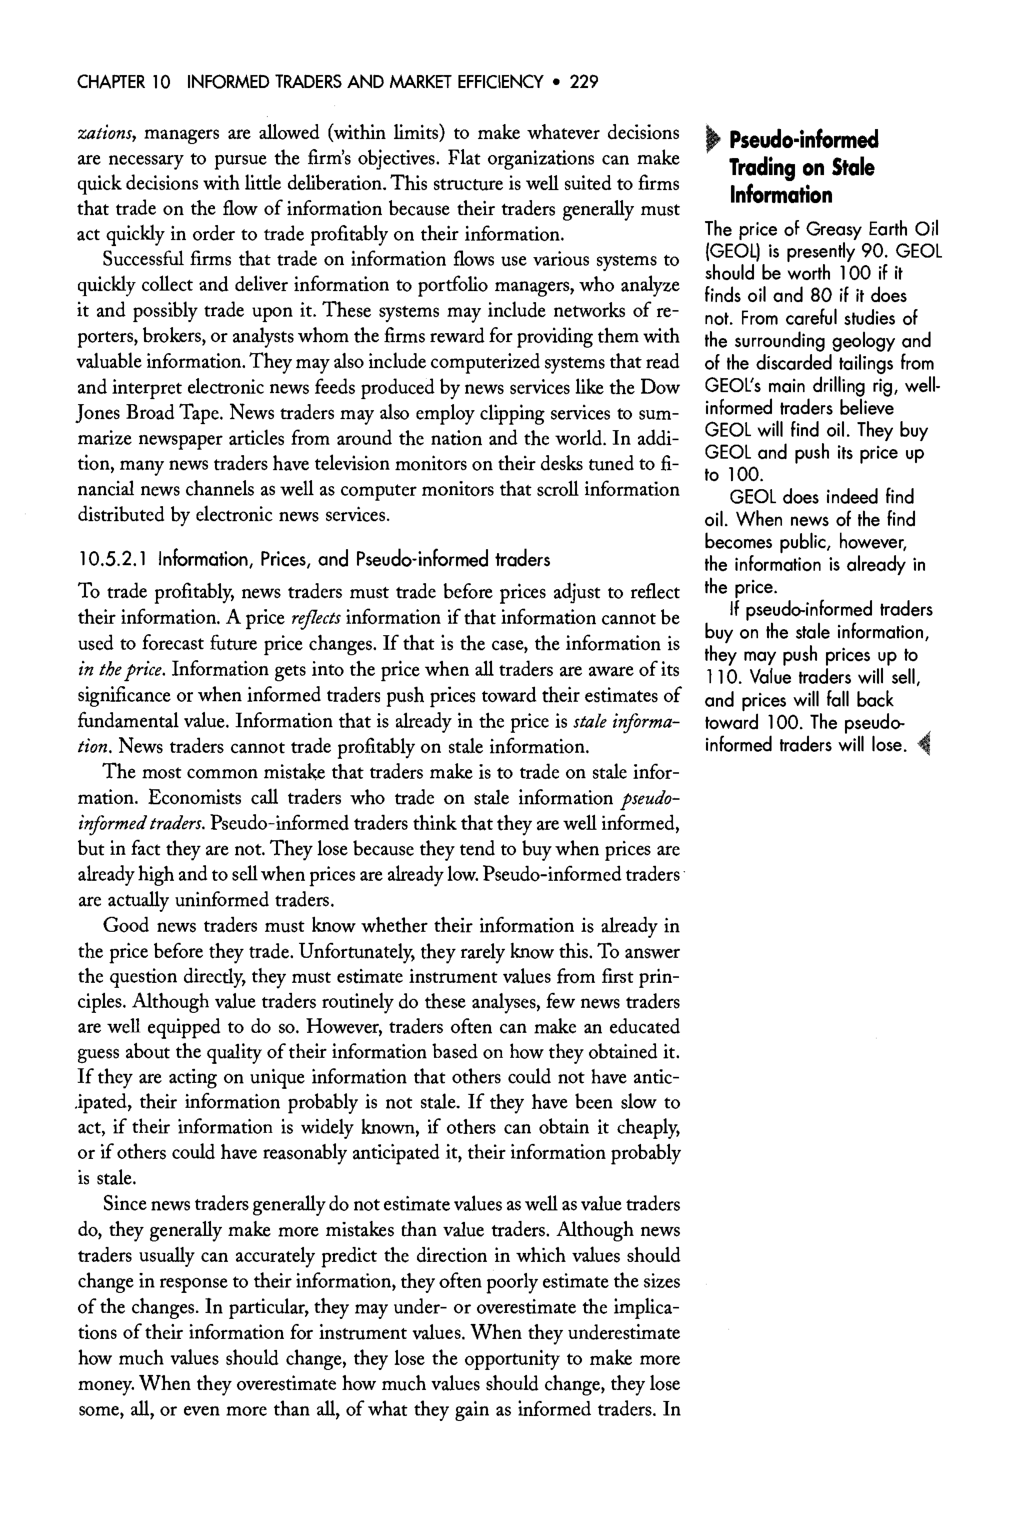 CHAPTER 10 INFORMED TRADERS AND MARKET EFFICIENCY • 229
zations, managers are allowed (within limits) to make whatever decisions
are necessary to pursue the firm's objectives. Flat organizations can make
quick decisions with little deliberation. This structure is well suited to firms
that trade on the flow of information because their traders generally must
act quickly in order to trade profitably on their information.
Successful firms that trade on information flows use various systems to
quickly collect and deliver information to portfolio managers, who analyze
it and possibly trade upon it. These systems may include networks of re-
porters, brokers, or analysts whom the firms reward for providing them with
valuable information. They may also include computerized systems that read
and interpret electronic news feeds produced by news services like the Dow
Jones Broad Tape. News traders may also employ clipping services to sum-
marize newspaper articles from around the nation and the world. In addi-
tion, many news traders have television monitors on their desks tuned to fi-
nancial news channels as well as computer monitors that scroll information
distributed by electronic news services.
10.5.2.1 Information, Prices, and Pseudo-informed traders
To trade profitably, news traders must trade before prices adjust to reflect
their information. A price reflects information if that information cannot be
used to forecast future price changes. If that is the case, the information is
in the price. Information gets into the price when all traders are aware of its
significance or when informed traders push prices toward their estimates of
fundamental value. Information that is already in the price is stale informa-
tion. News traders cannot trade profitably on stale information.
The most common mistake that traders make is to trade on stale infor-
mation. Economists call traders who trade on stale information pseudo-
informed traders. Pseudo-informed traders think that they are well informed,
but in fact they are not. They lose because they tend to buy when prices are
already high and to sell when prices are already low. Pseudo-informed traders
are actually uninformed traders.
Good news traders must know whether their information is already in
the price before they trade. Unfortunately, they rarely know this. To answer
the question directly, they must estimate instrument values from first prin-
ciples. Although value traders routinely do these analyses, few news traders
are well equipped to do so. However, traders often can make an educated
guess about the quality of their information based on how they obtained it.
If they are acting on unique information that others could not have antic-
ipated, their information probably is not stale. If they have been slow to
act, if their information is widely known, if others can obtain it cheaply,
or if others could have reasonably anticipated it, their information probably
is stale.
Since news traders generally do not estimate values as well as value traders
do, they generally make more mistakes than value traders. Although news
traders usually can accurately predict the direction in which values should
change in response to their information, they often poorly estimate the sizes
of the changes. In particular, they may under- or overestimate the implica-
tions of their information for instrument values. When they underestimate
how much values should change, they lose the opportunity to make more
money. When they overestimate how much values should change, they lose
some, all, or even more than all, of what they gain as informed traders. In
Pseudo-informed
Trading on Stale
Information
The price of Greasy Earth Oil
(GEOL) is presently 90. GEOL
should be worth 100 if it
finds oil and 80 if it does
not. From careful studies of
the surrounding geology and
of the discarded tailings from
GEOL's main drilling rig, well-
informed traders believe
GEOL will find oil. They buy
GEOL and push its price up
to 100.
GEOL does indeed find
oil. When news of the find
becomes public, however,
the information is already in
the price.
If pseudo-informed traders
buy on the stale information,
they may push prices up to
110. Value traders will sell,
and prices will fall back
toward 100. The pseudo-
informed traders will lose.